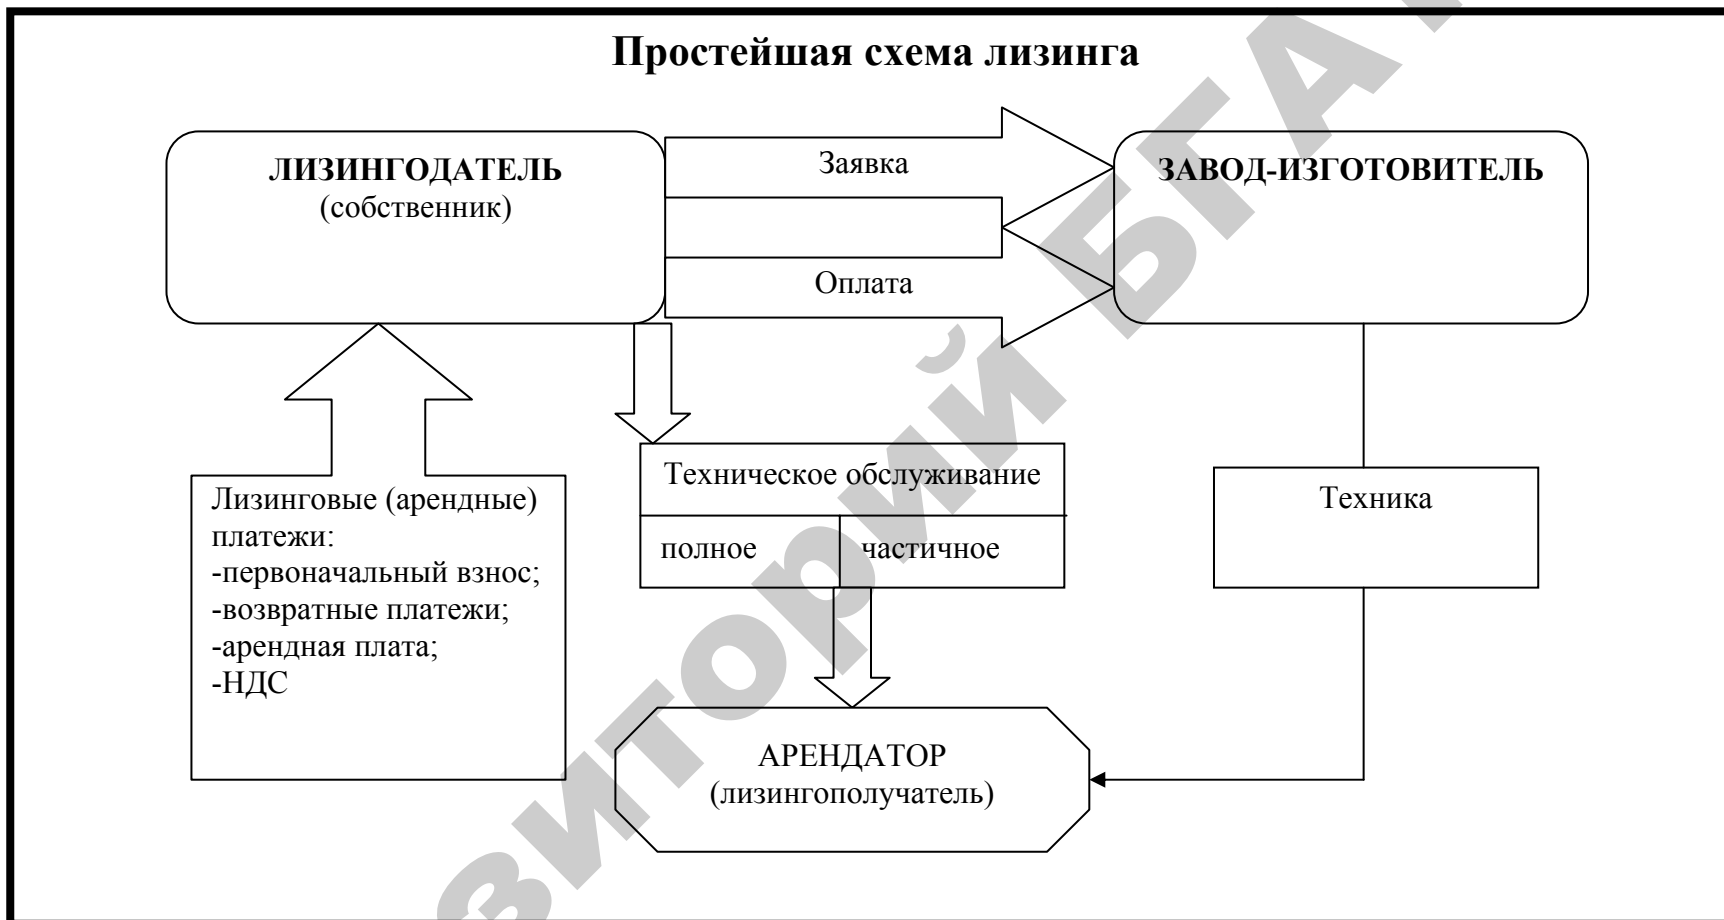 Простейшая схема лизинга
ЛИЗИНГОДАТЕЛЬ
(собственник)
Заявка
Оплата
ЗАВОД-ИЗГОТОВИТЕЛЬ
Лизинговые (арендные)
платежи:
-первоначальный взнос;
-возвратные платежи;
-арендная плата;
-НДС
Техническое обслуживание
полное
частичное
Техника
АРЕНДАТОР
(лизингополучатель)